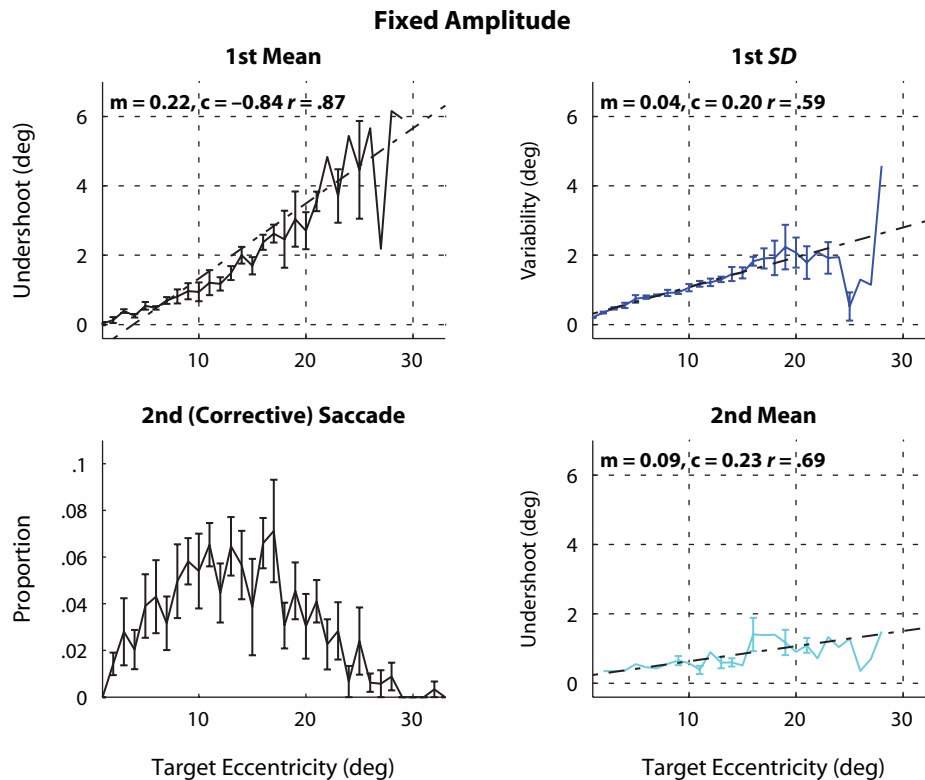 Fixed Amplitude
1st Mean
m = 0.22, c = –0.84 r = .87
Undershoot (deg)
6
4
2
0
10 20 30
1st SD
m = 0.04, c = 0.20 r = .59
Variability (deg)
6
4
2
0
10 20 30
2nd (Corrective) Saccade
Proportion
.1
.08
.06
.04
.02
0
10 20 30
Target Eccentricity (deg)
2nd Mean
m = 0.09, c = 0.23 r = .69
Undershoot (deg)
6
4
2
0
10 20 30
Target Eccentricity (deg)